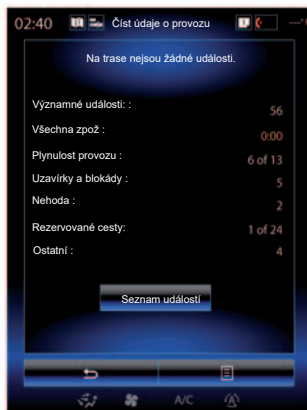 02:40 Číst údaje o provozu
Na trase nejsou žádné události.
Významné události: : 56
Všechna zpož : 0:00
Plynulost provozu : 6 of 13
Uzavírky a blokády : 5
Nehoda : 2
Rezervované cesty: 1 of 24
Ostatní : 4
Seznam událostí
A/C